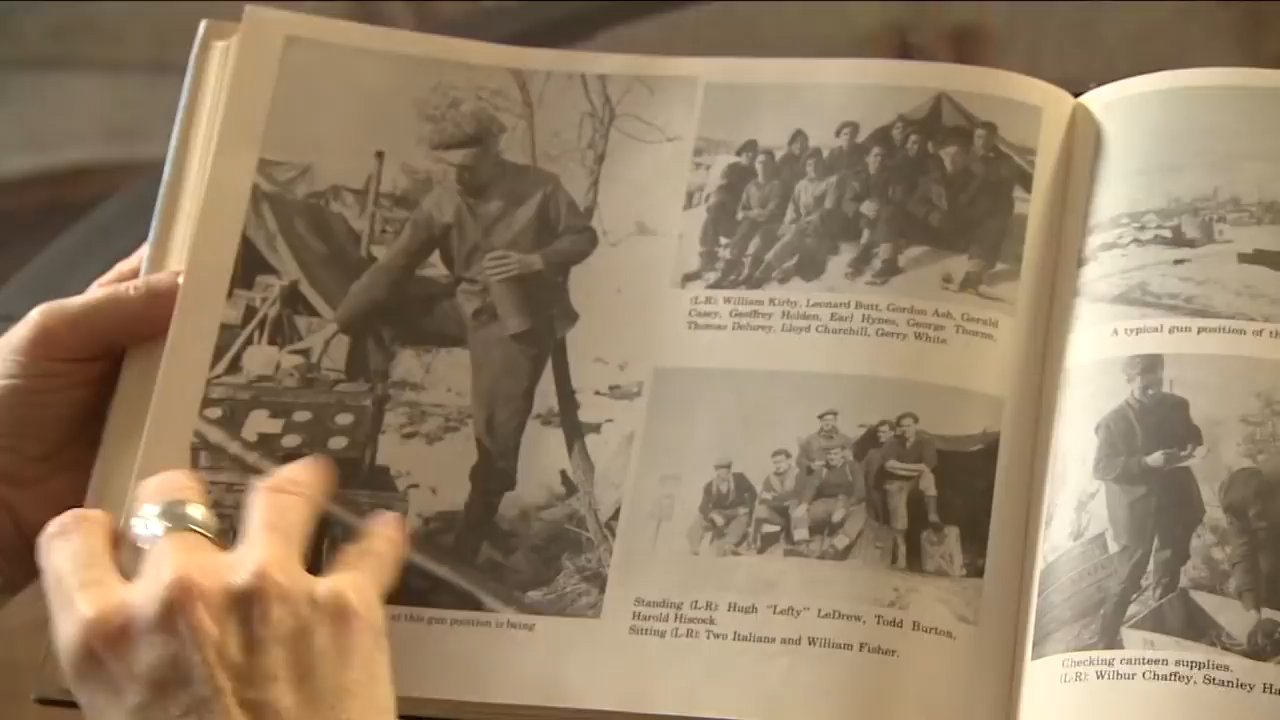 of this gun position is being
(L-R): William Kirby, Leonard Butt, Gordon Ash, Gerald
Casey, Geoffrey Holden, Earl Hynes, George Thorne,
Thomas Delurey, Lloyd Churchill, Gerry White.
Standing (L-R): Hugh "Lefty" LeDrew, Todd Burton,
Harold Hiscock.
Sitting (L-R): Two Italians and William Fisher.
A typical gun position of th
Checking canteen supplies.
(L-R): Wilbur Chaffey, Stanley Ha